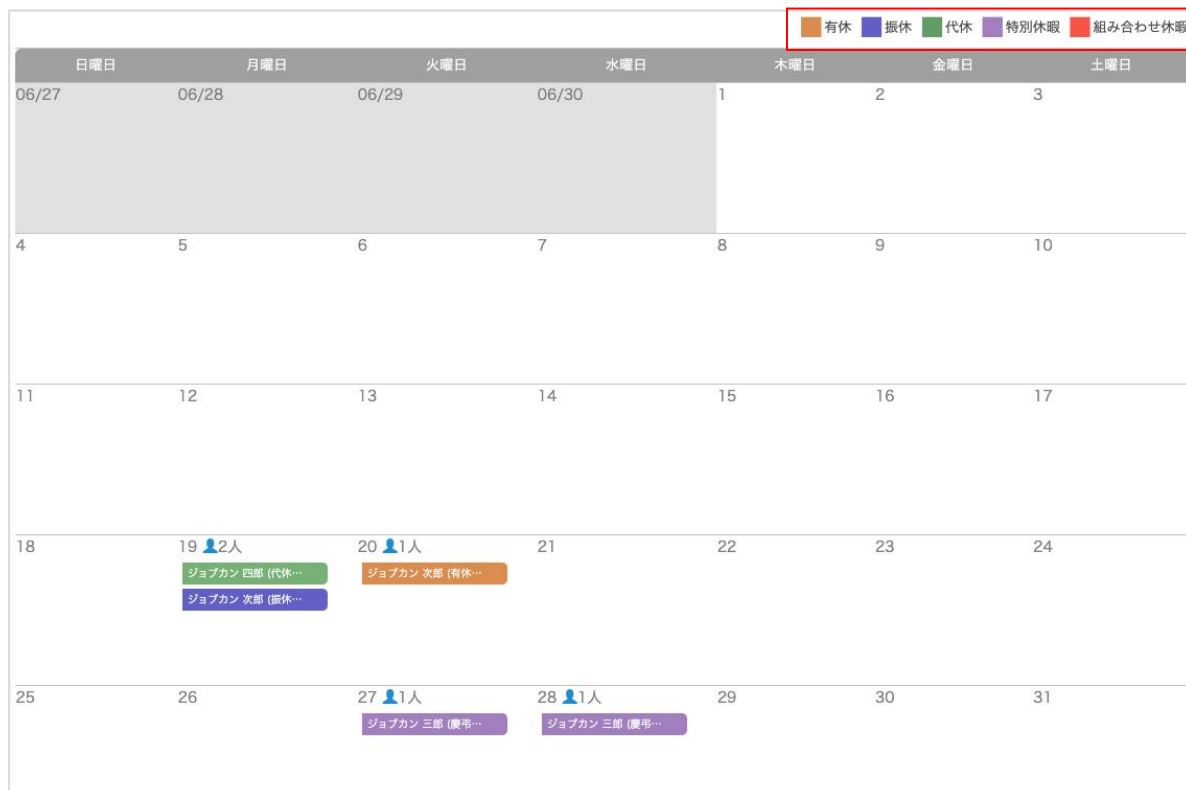 有休 振休 代休 特別休暇 組み合わせ休暇
日曜日 月曜日 火曜日 水曜日 木曜日 金曜日 土曜日
06/27 06/28 06/29 06/30 1 2 3
4 5 6 7 8 9 10
11 12 13 14 15 16 17
18 19 2人 20 1人 21 22 23 24
ジョブカン 四郎 (代休… ジョブカン 次郎 (有休…
ジョブカン 次郎 (振休…
25 26 27 1人 28 1人 29 30 31
ジョブカン 三郎 (慶弔… ジョブカン 三郎 (慶弔…